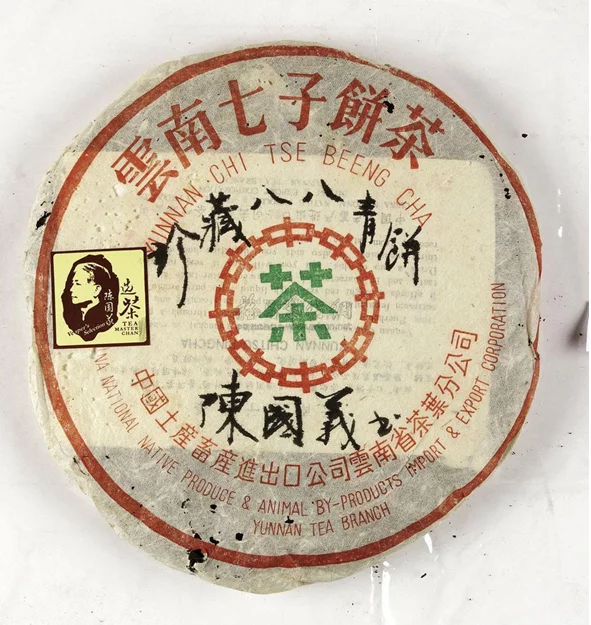 雲南七子餅茶
YUNNAN CHI TSE BEENG CHA
珍藏八八青餅
茶
陳國義
選茶
TEA
MASTER
CHAN
陳國義
中國土產畜產進出口公司雲南省茶葉分公司
NA NATIONAL NATIVE PRODUCE & ANIMAL BY-PRODUCTS IMPORT & EXPORT CORPORATION
YUNNAN TEA BRANCH